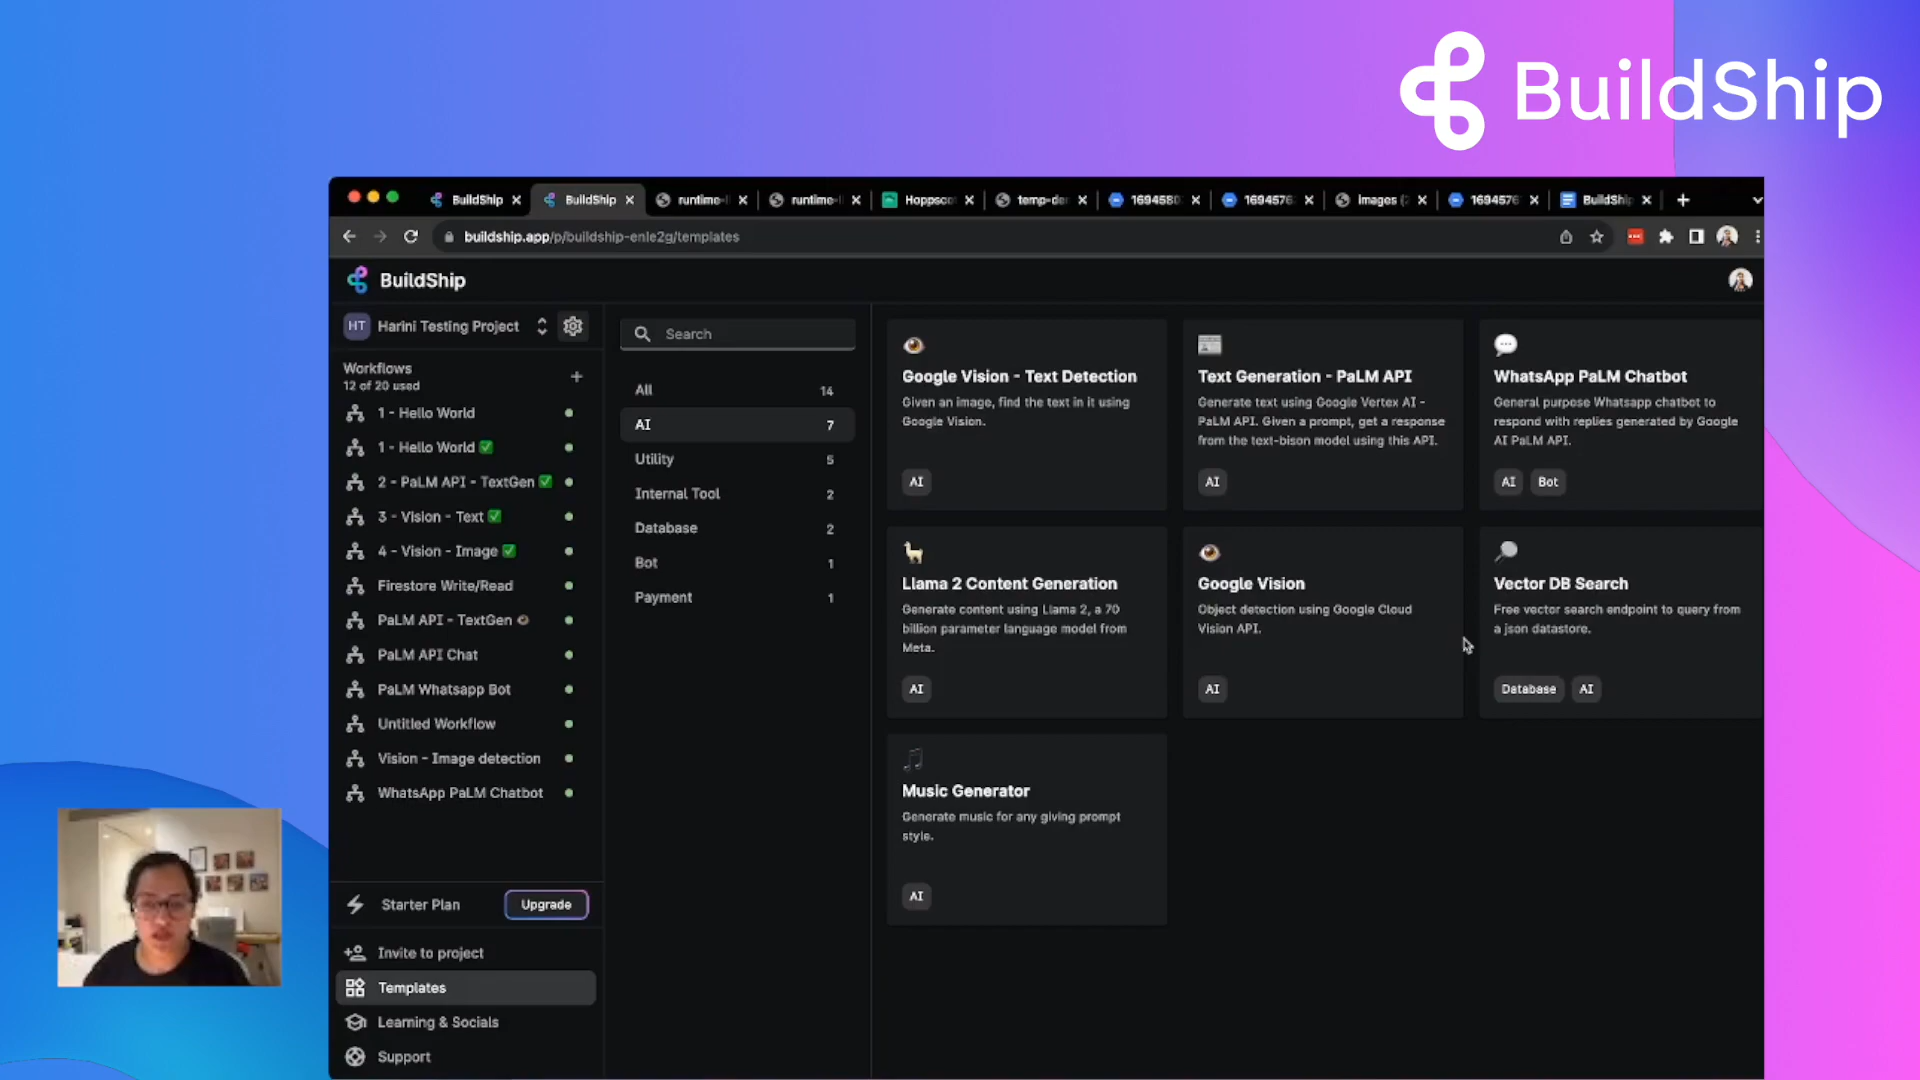 BuildShip
BuildShip
BuildShip
runtime-
runtime-
Hoppsco
temp-der
1694580
1694576
Images (
1694576
BuildShip
buildship.app/p/buildship-enle2g/templates
BuildShip
HT Harini Testing Project
Workflows
12 of 20 used
1 - Hello World
1 - Hello World ✅
2 - PaLM API - TextGen ✅
3 - Vision - Text ✅
4 - Vision - Image ✅
Firestore Write/Read
PaLM API - TextGen
PaLM API Chat
PaLM Whatsapp Bot
Untitled Workflow
Vision - Image detection
WhatsApp PaLM Chatbot
Starter Plan
Upgrade
Invite to project
Templates
Learning & Socials
Support
Search
All 14
AI 7
Utility 5
Internal Tool 2
Database 2
Bot 1
Payment 1
Google Vision - Text Detection
Given an image, find the text in it using
Google Vision.
AI
Text Generation - PaLM API
Generate text using Google Vertex AI -
PaLM API. Given a prompt, get a response
from the text-bison model using this API.
AI
WhatsApp PaLM Chatbot
General purpose Whatsapp chatbot to
respond with replies generated by Google
AI PaLM API.
AI Bot
Llama 2 Content Generation
Generate content using Llama 2, a 70
billion parameter language model from
Meta.
AI
Google Vision
Object detection using Google Cloud
Vision API.
AI
Vector DB Search
Free vector search endpoint to query from
a json datastore.
Database AI
Music Generator
Generate music for any giving prompt
style.
AI